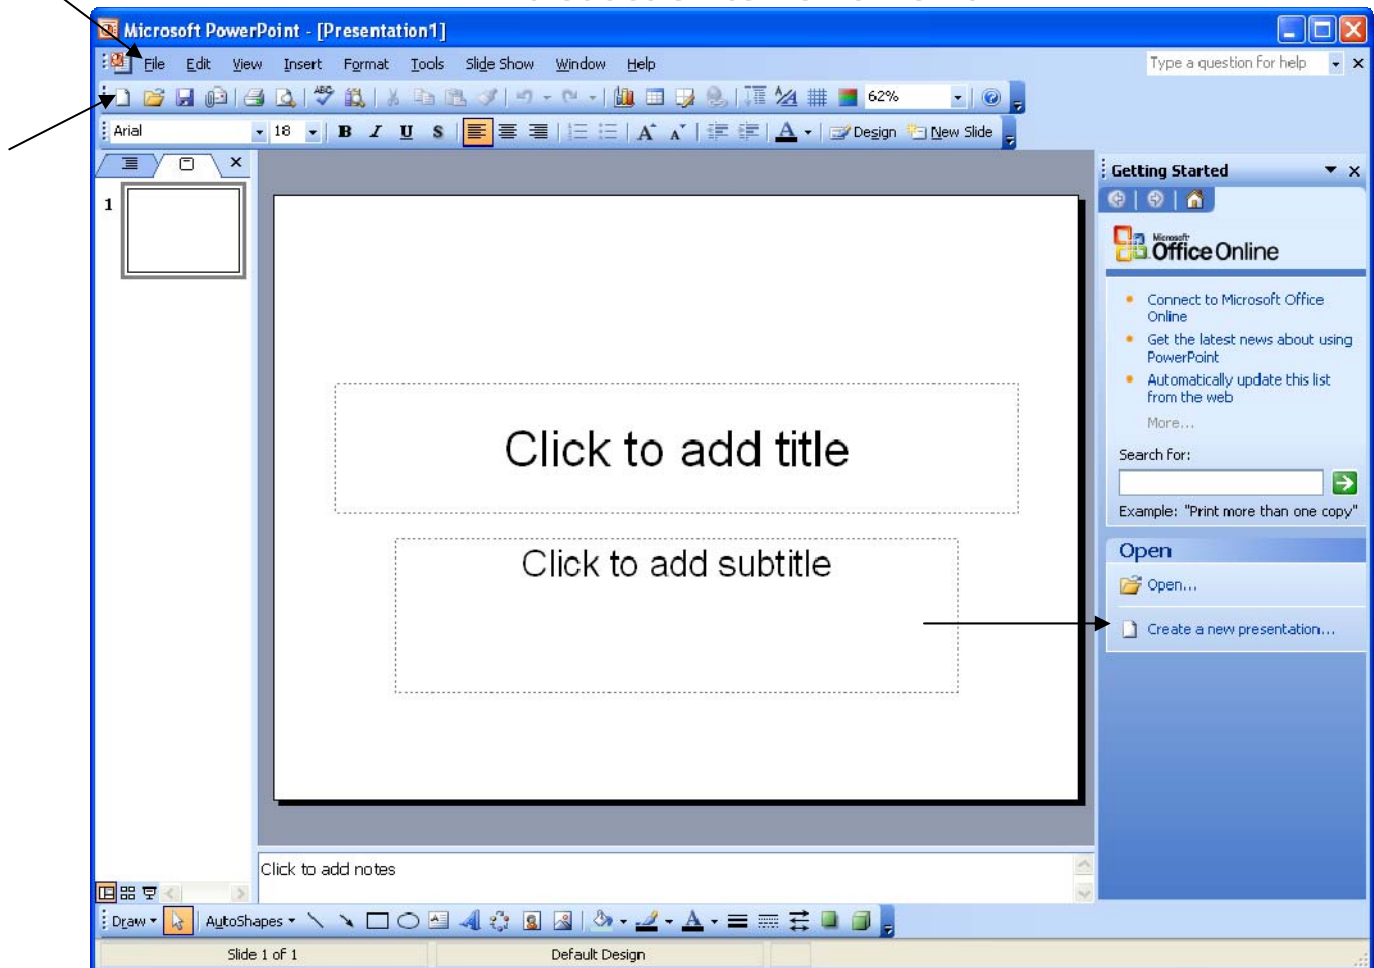 Microsoft PowerPoint - [Presentation1]
File Edit View Insert Format Tools Slide Show Window Help Type a question for help
62%
Arial 18 B I U S A A A Design New Slide
Getting Started
1
Microsoft
Office Online
Connect to Microsoft Office
Online
Get the latest news about using
PowerPoint
Automatically update this list
from the web
More...
Search for:
Example: "Print more than one copy"
Open
Open...
Create a new presentation...
Click to add title
Click to add subtitle
Click to add notes
Draw AutoShapes A
Slide 1 of 1 Default Design